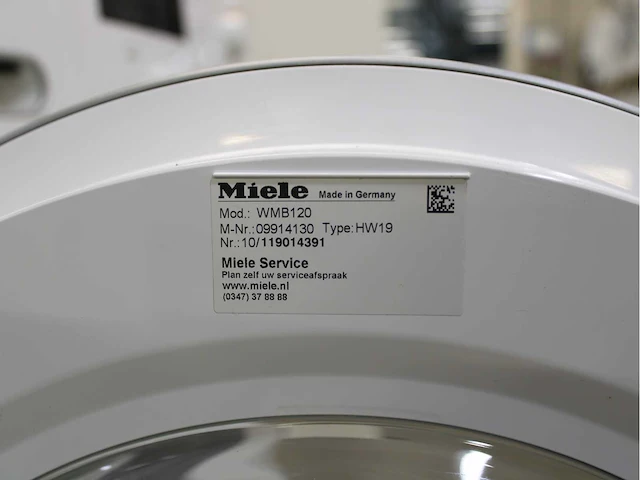 Miele Made in Germany
Mod.: WMB120
M-Nr.:09914130 Type:HW19
Nr.:10/119014391
Miele Service
Plan zelf uw serviceafspraak
www.miele.nl
(0347) 37 88 88